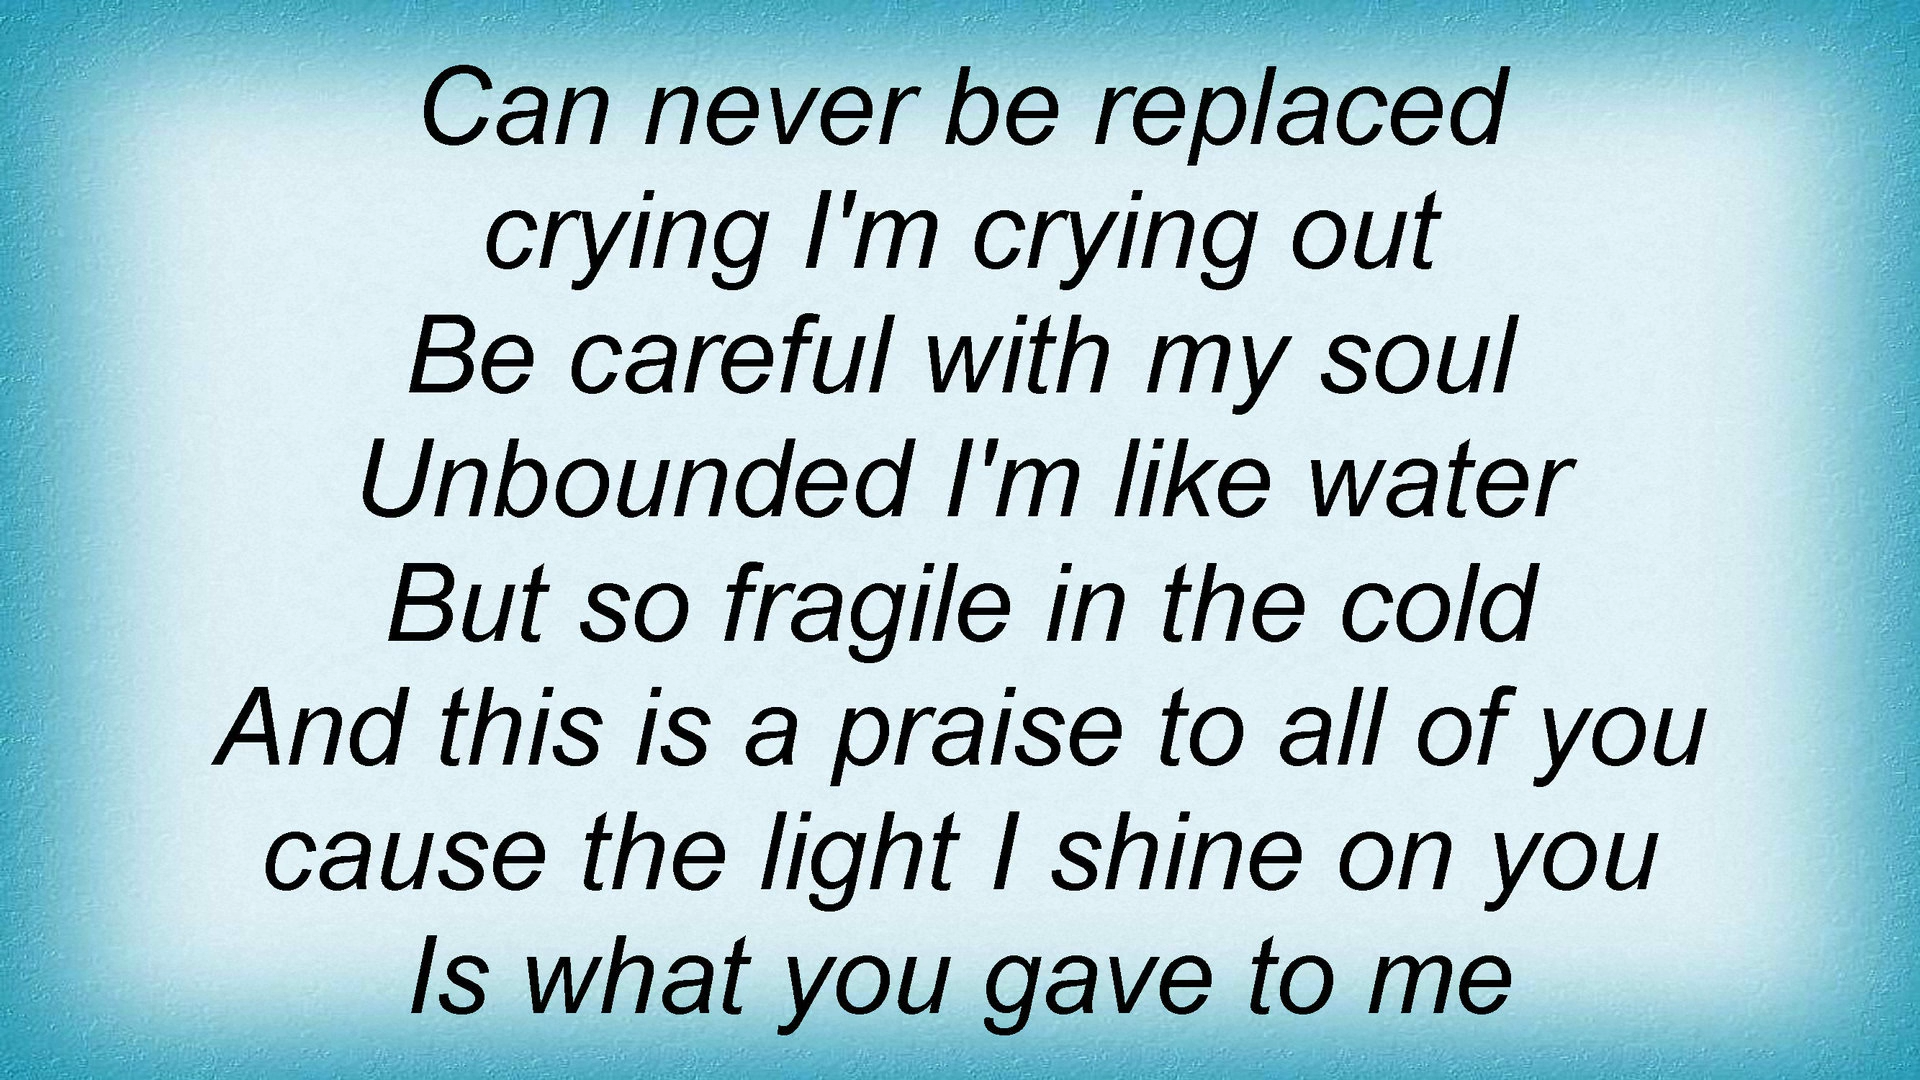 Can never be replaced
crying I'm crying out
Be careful with my soul
Unbounded I'm like water
But so fragile in the cold
And this is a praise to all of you
cause the light I shine on you
Is what you gave to me